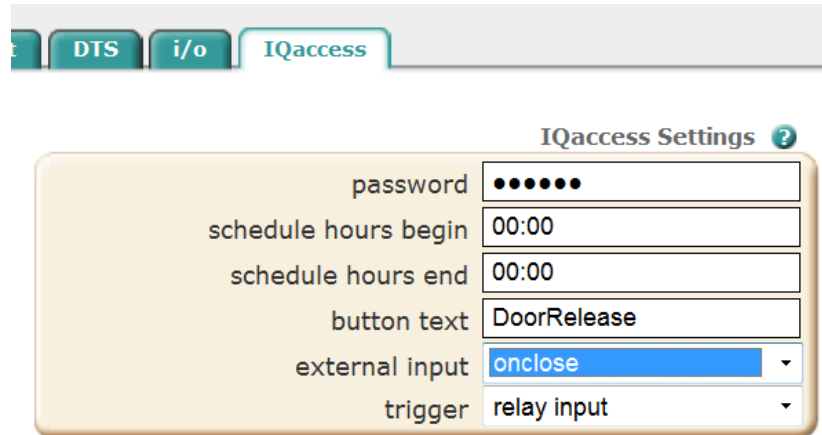 DTS i/o IQaccess
IQaccess Settings ?
password ••••••
schedule hours begin 00:00
schedule hours end 00:00
button text DoorRelease
external input onclose
trigger relay input